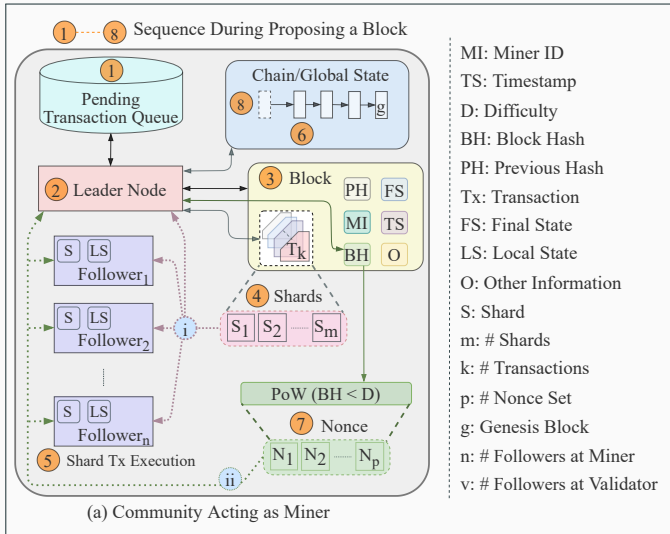 1 8 Sequence During Proposing a Block
1
Pending
Transaction Queue
Chain/Global State
8
g
6
2 Leader Node
3 Block
PH FS
MI TS
BH O
Tk
S LS
Follower1
S LS
Follower2
S LS
Followern
i
4 Shards
S1 S2 Sm
PoW (BH < D)
7 Nonce
N1 N2 Np
5 Shard Tx Execution
ii
(a) Community Acting as Miner
MI: Miner ID
TS: Timestamp
D: Difficulty
BH: Block Hash
PH: Previous Hash
Tx: Transaction
FS: Final State
LS: Local State
O: Other Information
S: Shard
m: # Shards
k: # Transactions
p: # Nonce Set
g: Genesis Block
n: # Followers at Miner
v: # Followers at Validator